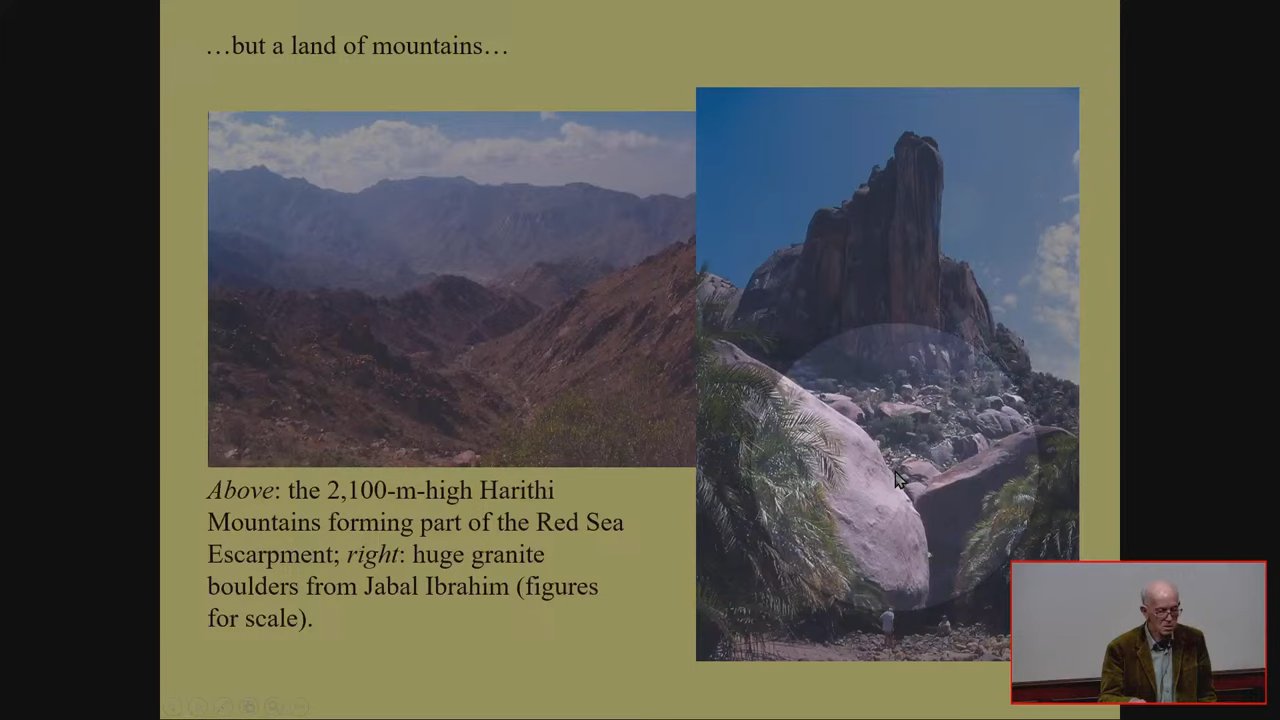 …but a land of mountains…
Above: the 2,100-m-high Harithi
Mountains forming part of the Red Sea
Escarpment; right: huge granite
boulders from Jabal Ibrahim (figures
for scale).